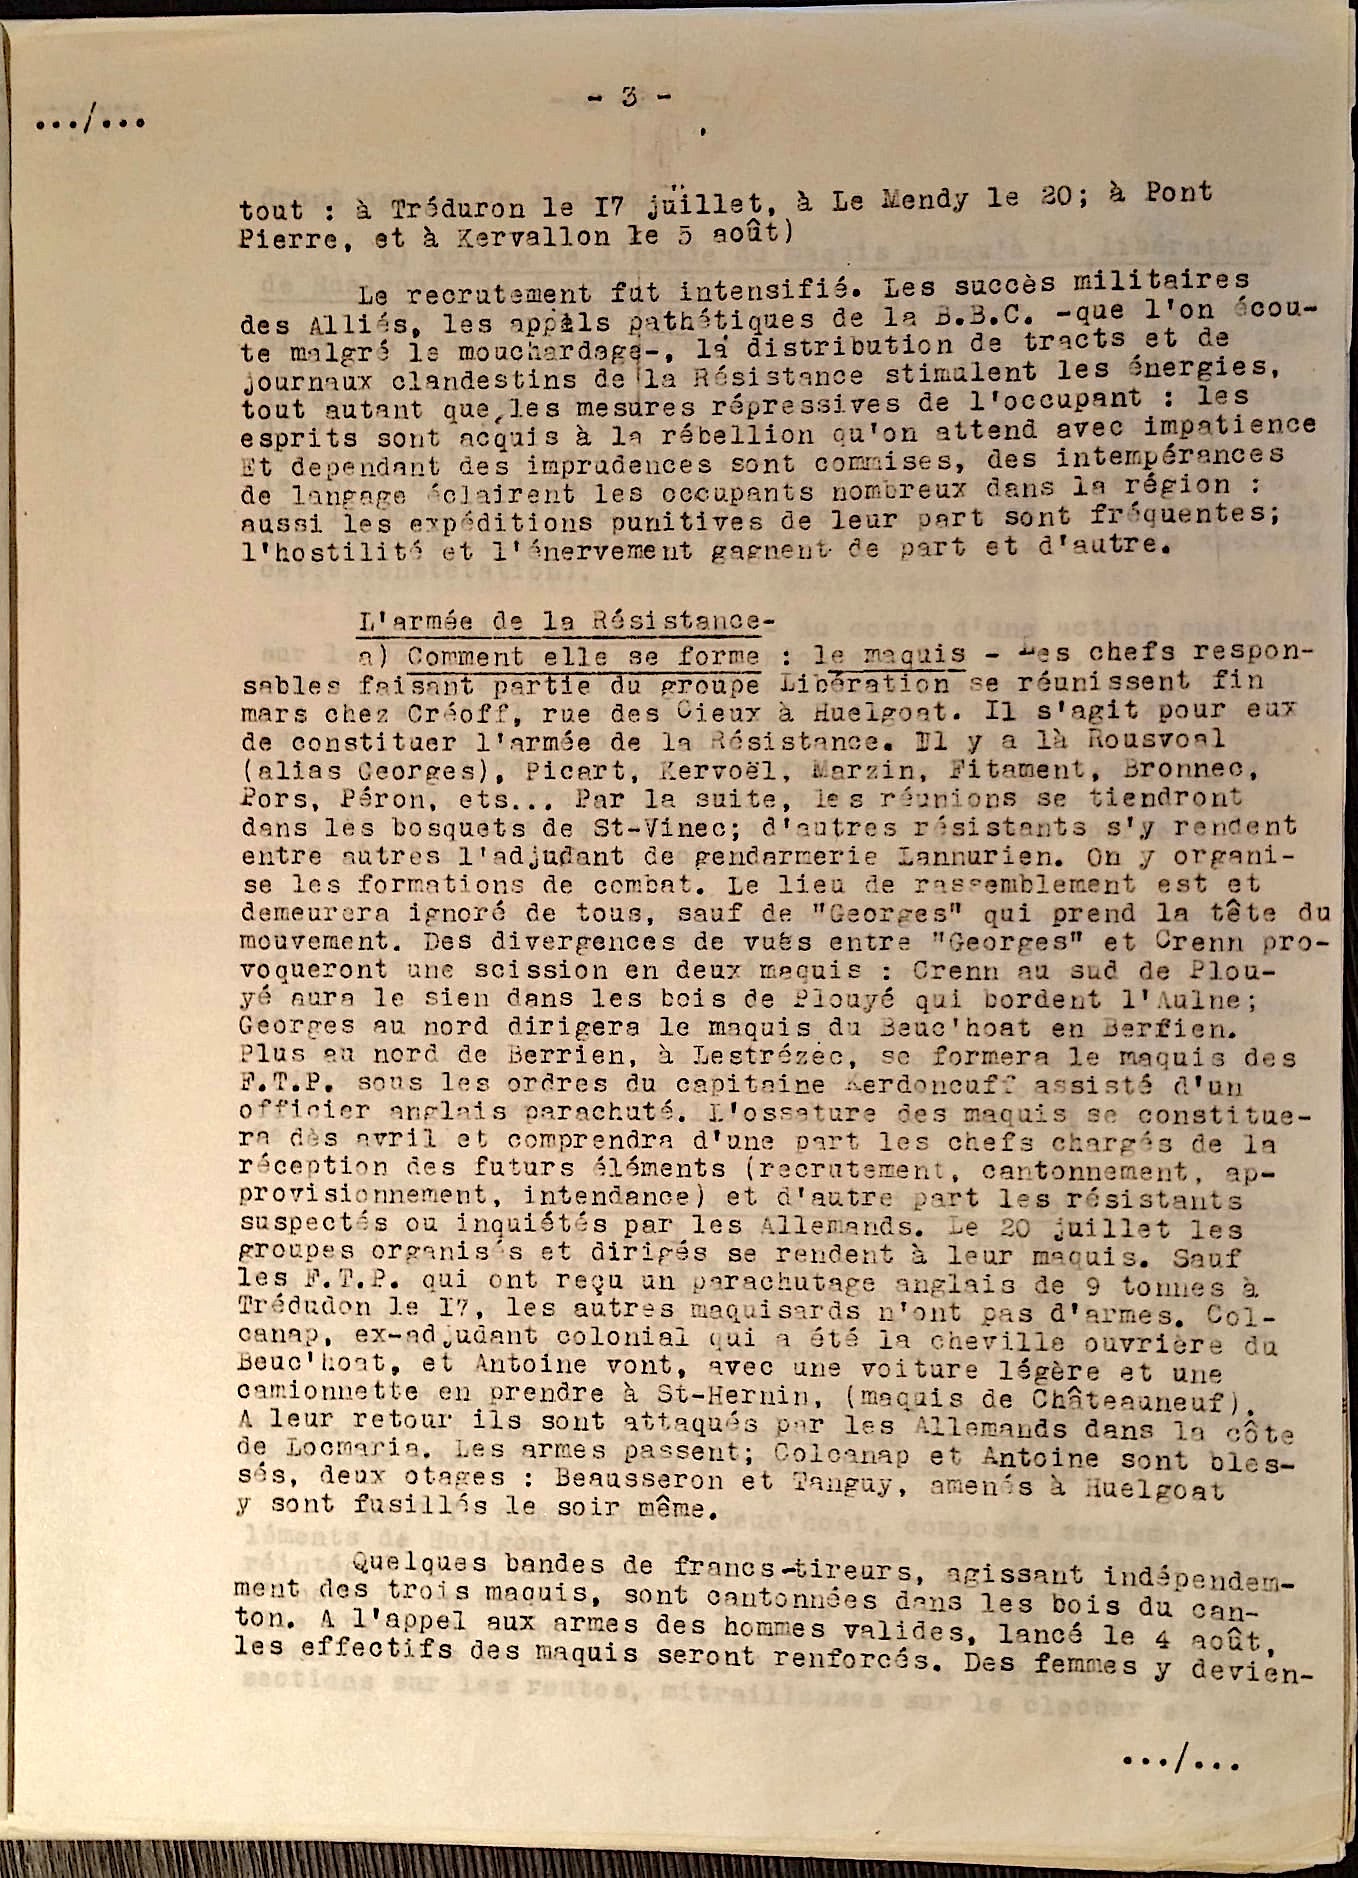 - 3 -
.../...
tout : à Tréduron le I7 juillet, à Le Mendy le 20; à Pont
Pierre, et à Kervallon le 5 août)
Le recrutement fut intensifié. Les succès militaires
des Alliés, les appels pathétiques de la B.B.C. -que l'on écou-
te malgré le mouchardage-, la distribution de tracts et de
journaux clandestins de la Résistance stimulent les énergies,
tout autant que les mesures répressives de l'occupant : les
esprits sont acquis à la rébellion qu'on attend avec impatience
Et dependant des imprudences sont commises, des intempérances
de langage éclairent les occupants nombreux dans la région :
aussi les expéditions punitives de leur part sont fréquentes;
l'hostilité et l'énervement gagnent de part et d'autre.
L'armée de la Résistance-
a) Comment elle se forme : le maquis - Les chefs respon-
sables faisant partie du groupe Libération se réunissent fin
mars chez Créoff, rue des Cieux à Huelgoat. Il s'agit pour eux
de constituer l'armée de la Résistance. Il y a là Rousvoal
(alias Georges), Picart, Kervoël, Marzin, Fitament, Bronnec,
Pors, Péron, ets... Par la suite, les réunions se tiendront
dans les bosquets de St-Vinec; d'autres résistants s'y rendent
entre autres l'adjudant de gendarmerie Lannurien. On y organi-
se les formations de combat. Le lieu de rassemblement est et
demeurera ignoré de tous, sauf de "Georges" qui prend la tête du
mouvement. Des divergences de vues entre "Georges" et Crenn pro-
voqueront une scission en deux maquis : Crenn au sud de Plou-
yé aura le sien dans les bois de Plouyé qui bordent l'Aulne;
Georges au nord dirigera le maquis du Beuc'hoat en Berfien.
Plus au nord de Berrien, à Lestrézec, se formera le maquis des
F.T.P. sous les ordres du capitaine Kerdoncuff assisté d'un
officier anglais parachuté. L'ossature des maquis se constitue-
ra dès avril et comprendra d'une part les chefs chargés de la
réception des futurs éléments (recrutement, cantonnement, ap-
provisionnement, intendance) et d'autre part les résistants
suspectés ou inquiétés par les Allemands. Le 20 juillet les
groupes organisés et dirigés se rendent à leur maquis. Sauf
les F.T.P. qui ont reçu un parachutage anglais de 9 tonnes à
Trédudon le I7, les autres maquisards n'ont pas d'armes. Col-
canap, ex-adjudant colonial qui a été la cheville ouvrière du
Beuc'hoat, et Antoine vont, avec une voiture légère et une
camionnette en prendre à St-Hernin, (maquis de Châteauneuf).
A leur retour ils sont attaqués par les Allemands dans la côte
de Locmaria. Les armes passent; Colcanap et Antoine sont bles-
sés, deux otages : Beausseron et Tanguy, amenés à Huelgoat
y sont fusillés le soir même.
Quelques bandes de francs-tireurs, agissant indépendem-
ment des trois maquis, sont cantonnées dans les bois du can-
ton. A l'appel aux armes des hommes valides, lancé le 4 août,
les effectifs des maquis seront renforcés. Des femmes y devien-
.../...